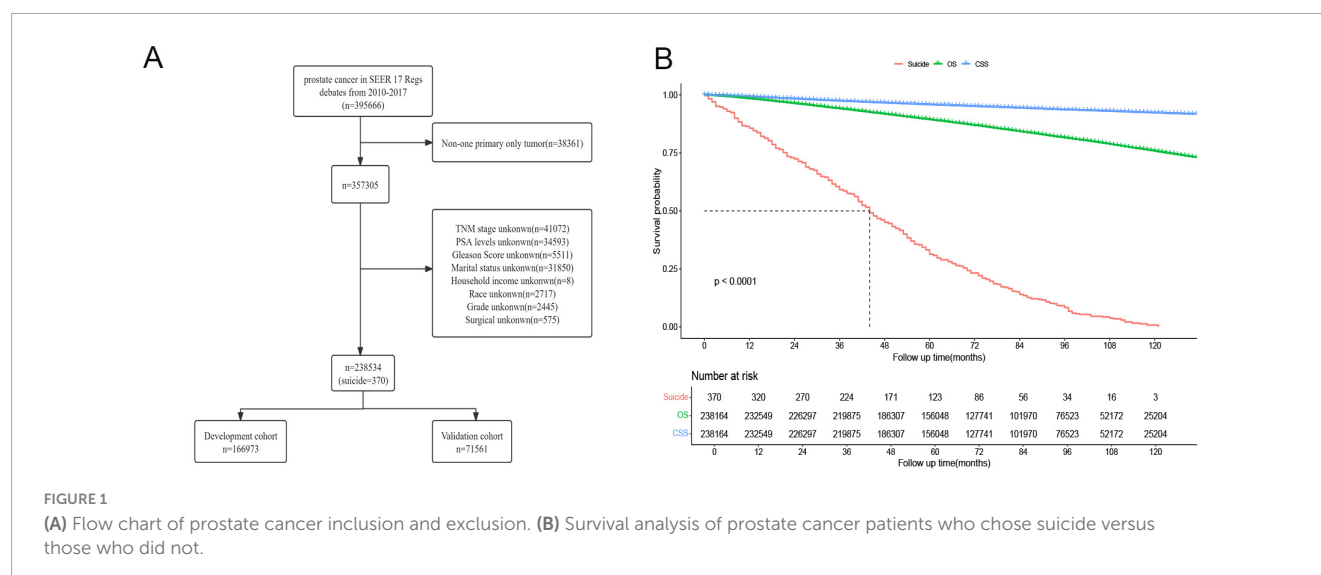 A
prostate cancer in SEER 17 Regs
debates from 2010-2017
(n=395666)
Non-one primary only tumor(n=38361)
n=357305
TNM stage unkonwn(n=41072)
PSA levels unkonwn(n=34593)
Gleason Score unkonwn(n=5511)
Marital status unkonwn(n=31850)
Household income unkonwn(n=8)
Race unkonwn(n=2717)
Grade unkonwn(n=2445)
Surgical unkonwn(n=575)
n=238534
(suicide=370)
Development cohort
n=166973
Validation cohort
n=71561
B
Suicide OS CSS
Survival probability
1.00
0.75
0.50
0.25
0.00
p < 0.0001
0 12 24 36 48 60 72 84 96 108 120
Follow up time(months)
Number at risk
Suicide 370 320 270 224 171 123 86 56 34 16 3
OS 238164 232549 226297 219875 186307 156048 127741 101970 76523 52172 25204
CSS 238164 232549 226297 219875 186307 156048 127741 101970 76523 52172 25204
0 12 24 36 48 60 72 84 96 108 120
Follow up time(months)
FIGURE 1
(A) Flow chart of prostate cancer inclusion and exclusion. (B) Survival analysis of prostate cancer patients who chose suicide versus
those who did not.